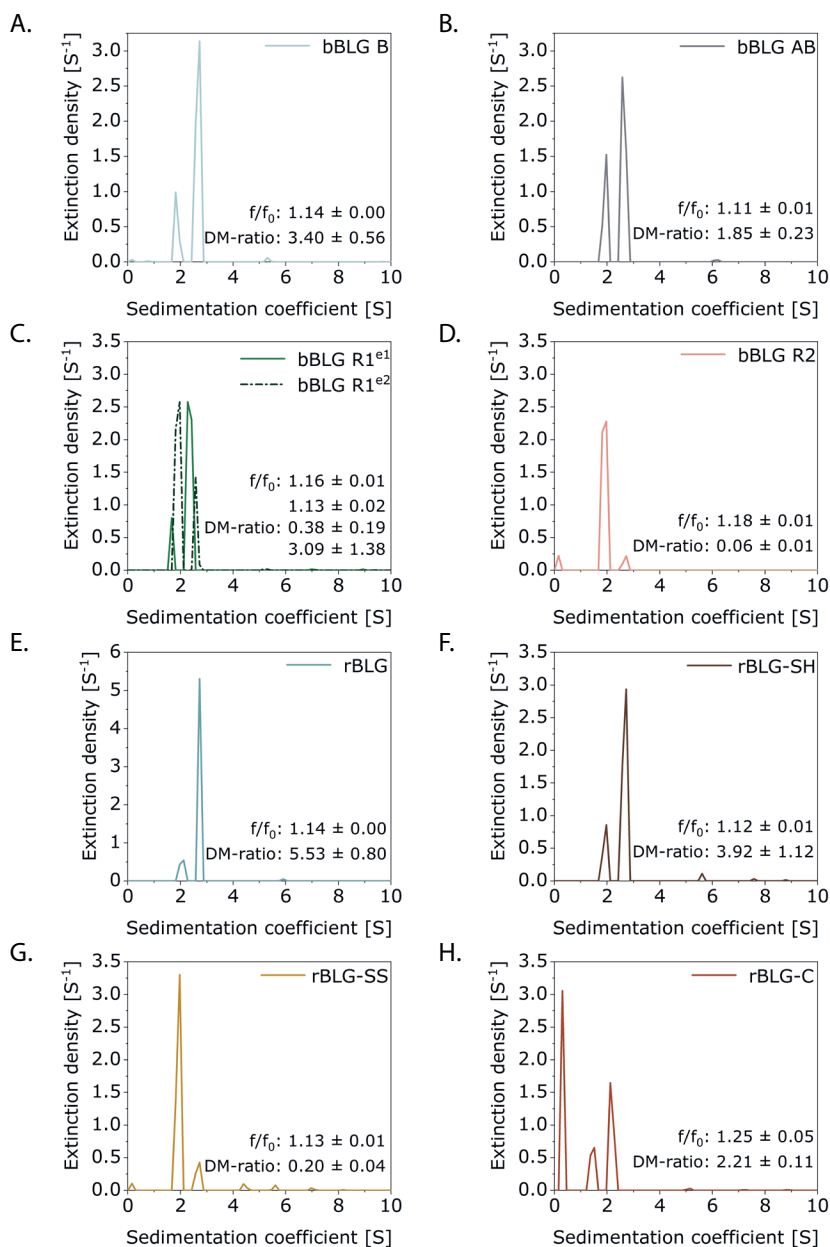 A.
Extinction density [S⁻¹]
3.0
2.5
2.0
1.5
1.0
0.5
0.0
bBLG B
f/f₀: 1.14 ± 0.00
DM-ratio: 3.40 ± 0.56
0 2 4 6 8 10
Sedimentation coefficient [S]
B.
Extinction density [S⁻¹]
3.0
2.5
2.0
1.5
1.0
0.5
0.0
bBLG AB
f/f₀: 1.11 ± 0.01
DM-ratio: 1.85 ± 0.23
0 2 4 6 8 10
Sedimentation coefficient [S]
C.
Extinction density [S⁻¹]
3.5
3.0
2.5
2.0
1.5
1.0
0.5
0.0
bBLG R1ᵉ¹
bBLG R1ᵉ²
f/f₀: 1.16 ± 0.01
1.13 ± 0.02
DM-ratio: 0.38 ± 0.19
3.09 ± 1.38
0 2 4 6 8 10
Sedimentation coefficient [S]
D.
Extinction density [S⁻¹]
3.5
3.0
2.5
2.0
1.5
1.0
0.5
0.0
bBLG R2
f/f₀: 1.18 ± 0.01
DM-ratio: 0.06 ± 0.01
0 2 4 6 8 10
Sedimentation coefficient [S]
E.
Extinction density [S⁻¹]
6
5
4
3
2
1
0
rBLG
f/f₀: 1.14 ± 0.00
DM-ratio: 5.53 ± 0.80
0 2 4 6 8 10
Sedimentation coefficient [S]
F.
Extinction density [S⁻¹]
3.5
3.0
2.5
2.0
1.5
1.0
0.5
0.0
rBLG-SH
f/f₀: 1.12 ± 0.01
DM-ratio: 3.92 ± 1.12
0 2 4 6 8 10
Sedimentation coefficient [S]
G.
Extinction density [S⁻¹]
3.5
3.0
2.5
2.0
1.5
1.0
0.5
0.0
rBLG-SS
f/f₀: 1.13 ± 0.01
DM-ratio: 0.20 ± 0.04
0 2 4 6 8 10
Sedimentation coefficient [S]
H.
Extinction density [S⁻¹]
3.5
3.0
2.5
2.0
1.5
1.0
0.5
0.0
rBLG-C
f/f₀: 1.25 ± 0.05
DM-ratio: 2.21 ± 0.11
0 2 4 6 8 10
Sedimentation coefficient [S]